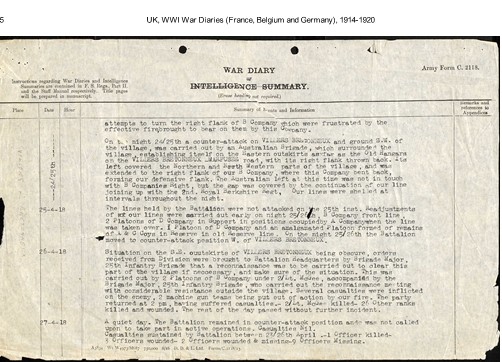 5
UK, WWI War Diaries (France, Belgium and Germany), 1914-1920
WAR DIARY
or
INTELLIGENCE SUMMARY.
(Erase heading not required.)
Army Form C. 2118.
Instructions regarding War Diaries and Intelligence
Summaries are contained in F. S. Regs., Part II.
and the Staff Manual respectively. Title pages
will be prepared in manuscript.
Place Date Hour Summary of Events and Information Remarks and references to Appendices
attempts to turn the right flank of B Company which were frustrated by the
effective fire brought to bear on them by this Company.
24/25th
On the night 24/25th a counter-attack on VILLERS BRETONNEUX and ground S.W. of
the village, was carried out by an Australian Brigade, which surrounded the
village, establishing itself on the Eastern outskirts as far as the Old Hangars
on the VILLERS BRETONNEUX road, with its right flank thrown back. Its
left covered the Northern and North Western parts of the village, and was
extended to the right flank of our B Company, where this Company bent back,
forming our defensive flank. The Australian left at this time was not in touch
with B Companies Right, but the gap was covered by the continuation of our line
joining up with the 2nd. Royal Berkshire Regt. Our lines were shelled at
intervals throughout the night.
25-4-18
The lines held by the Battalion were not attacked on the 25th inst. Readjustments
of our lines were carried out early on night 25/26th. B Company front line
2 Platoons of D Company in Support in positions occupied by A Company when the line
was taken over. 1 Platoon of D Company and an amalgamated Platoon formed of remains
of A & C Coys in Reserve in old Reserve line. On the night 25/26th the Battalion
moved to counter-attack position W. of VILLERS BRETONNEUX.
26-4-18
Situation on the S.E. outskirts of VILLERS BRETONNEUX being obscure, orders
received from Division were brought to Battalion Headquarters by Brigade Major,
25th Infantry Brigade that a reconnaissance was to be carried out to clear this
part of the village if necessary, and make sure of the situation. This was
carried out by 2 Platoons of B Company under 2/Lt. accompanied by the
Brigade Major, 25th Infantry Brigade, who carried out the reconnaissance meeting
with considerable resistance outside the village. Several casualties were inflicted
on the enemy, 2 machine gun teams being put out of action by our fire. The party
returned at 2 pm, having suffered casualties. 2/Lt. killed. 25 Other ranks
killed and wounded. The rest of the day passed without further incident.
27-4-18
A quiet day. The Battalion remained in counter-attack position and was not called
upon to take part in active operations. Casualties Nil.
Casualties sustained by Battalion between 23/26th April :-1 Officer killed-
3 Officers wounded- 2 Officers wounded & missing-9 Officers Missing.